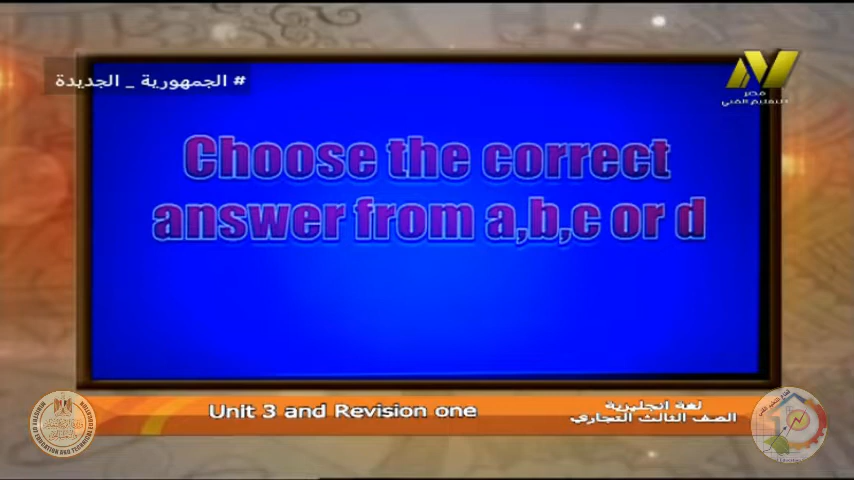 # الجمهورية _ الجديدة
مصر
التعليم الفني
Choose the correct
answer from a,b,c or d
Unit 3 and Revision one
لغة انجليزية
الصف الثالث التجارى